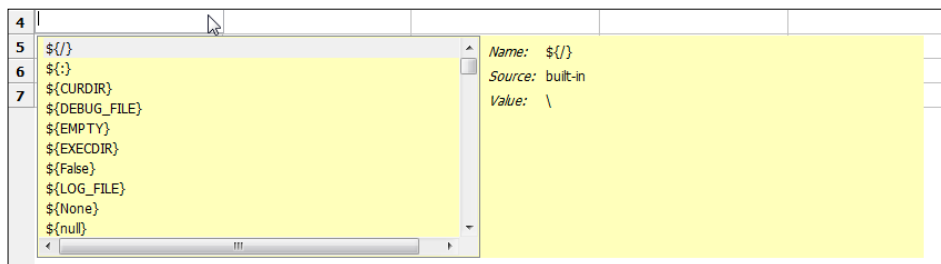 4
5
6
7
${/}
${:}
${CURDIR}
${DEBUG_FILE}
${EMPTY}
${EXECDIR}
${False}
${LOG_FILE}
${None}
${null}
Name: ${/}
Source: built-in
Value: \